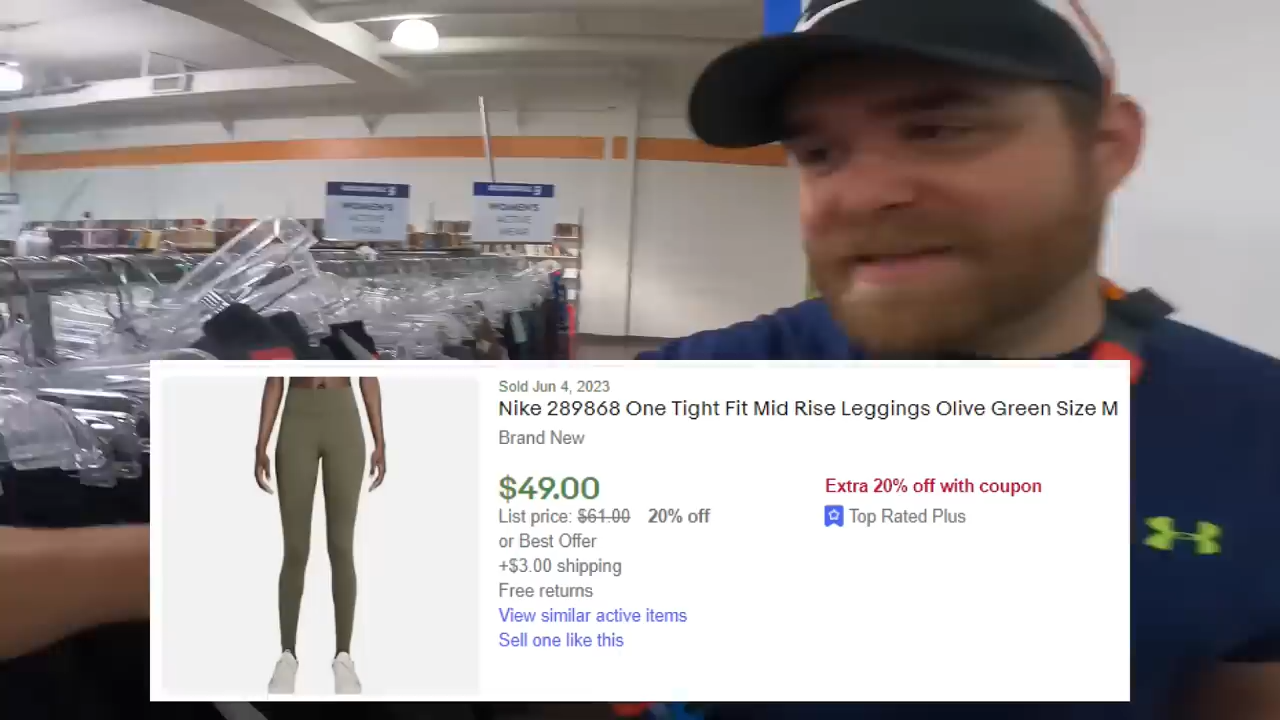 WOMEN'S
ACTIVE
WEAR
WOMEN'S
ACTIVE
WEAR
Sold Jun 4, 2023
Nike 289868 One Tight Fit Mid Rise Leggings Olive Green Size M
Brand New
$49.00
Extra 20% off with coupon
List price: $61.00 20% off
Top Rated Plus
or Best Offer
+$3.00 shipping
Free returns
View similar active items
Sell one like this